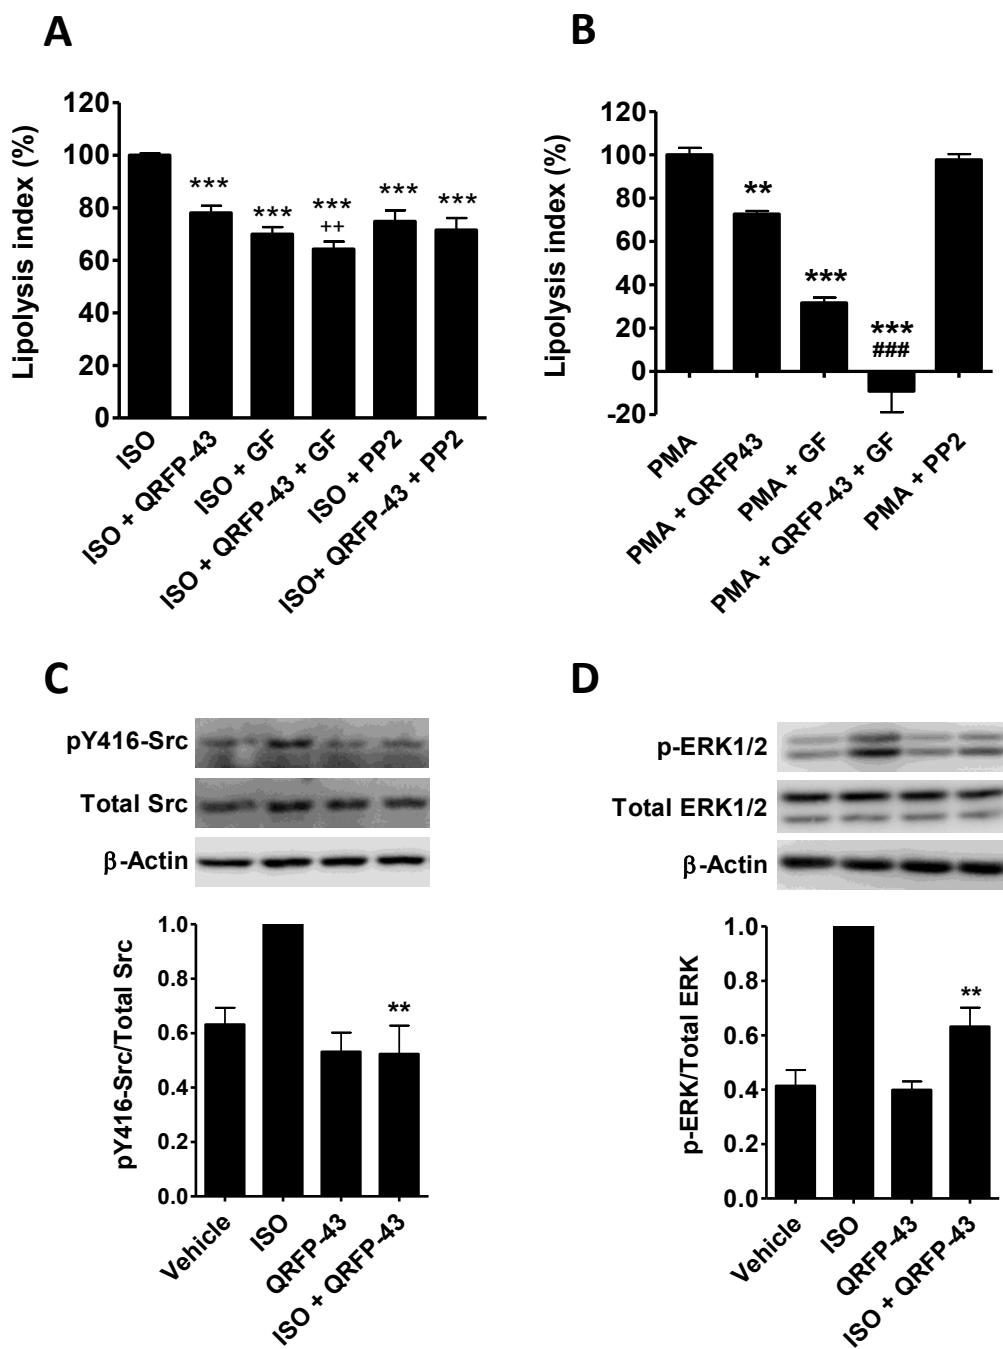 A
Lipolysis index (%)
120
100
80
60
40
20
0
***
***
***
++
***
***
ISO
ISO + QRFP-43
ISO + GF
ISO + QRFP-43 + GF
ISO + PP2
ISO+ QRFP-43 + PP2
B
Lipolysis index (%)
120
100
80
60
40
20
0
-20
**
***
***
###
PMA
PMA + QRFP43
PMA + GF
PMA + QRFP-43 + GF
PMA + PP2
C
pY416-Src
Total Src
β-Actin
pY416-Src/Total Src
1.0
0.8
0.6
0.4
0.2
0.0
**
Vehicle
ISO
QRFP-43
ISO + QRFP-43
D
p-ERK1/2
Total ERK1/2
β-Actin
p-ERK/Total ERK
1.0
0.8
0.6
0.4
0.2
0.0
**
Vehicle
ISO
QRFP-43
ISO + QRFP-43